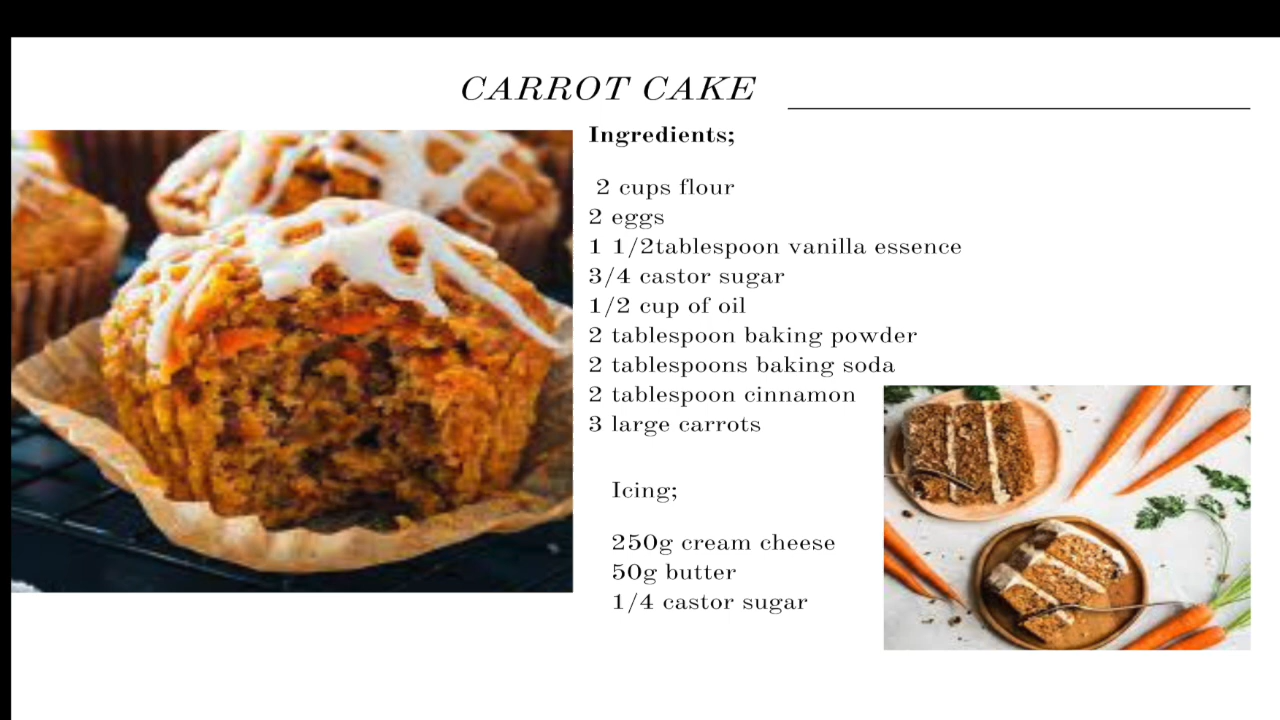 CARROT CAKE
Ingredients;
2 cups flour
2 eggs
1 1/2tablespoon vanilla essence
3/4 castor sugar
1/2 cup of oil
2 tablespoon baking powder
2 tablespoons baking soda
2 tablespoon cinnamon
3 large carrots
Icing;
250g cream cheese
50g butter
1/4 castor sugar